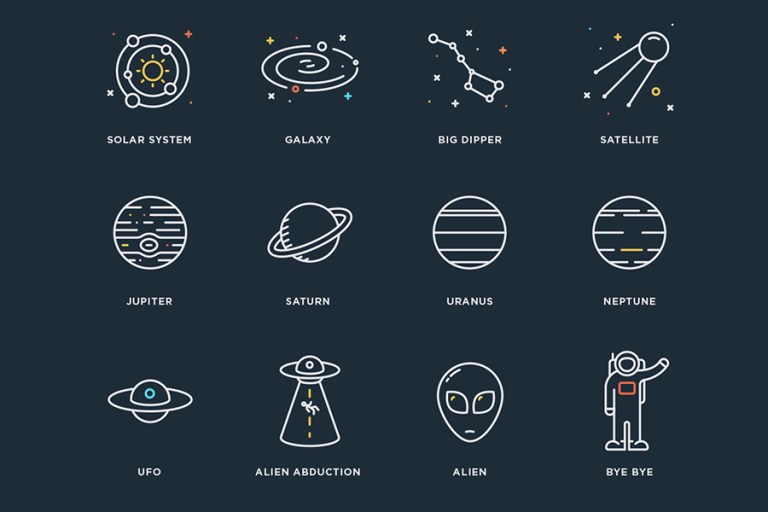 SOLAR SYSTEM
GALAXY
BIG DIPPER
SATELLITE
JUPITER
SATURN
URANUS
NEPTUNE
UFO
ALIEN ABDUCTION
ALIEN
BYE BYE